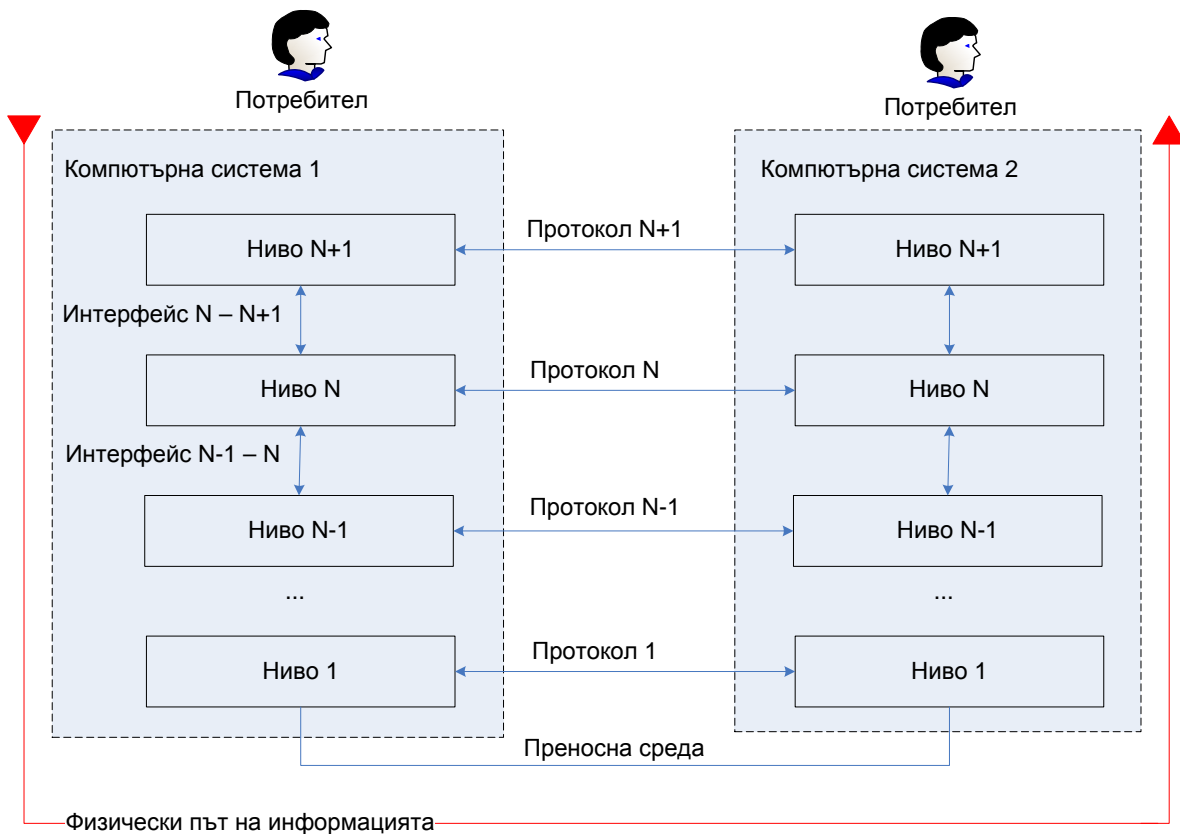 Потребител
Потребител
Компютърна система 1
Компютърна система 2
Ниво N+1
Протокол N+1
Ниво N+1
Интерфейс N – N+1
Ниво N
Протокол N
Ниво N
Интерфейс N-1 – N
Ниво N-1
Протокол N-1
Ниво N-1
...
...
Ниво 1
Протокол 1
Ниво 1
Преносна среда
Физически път на информацията